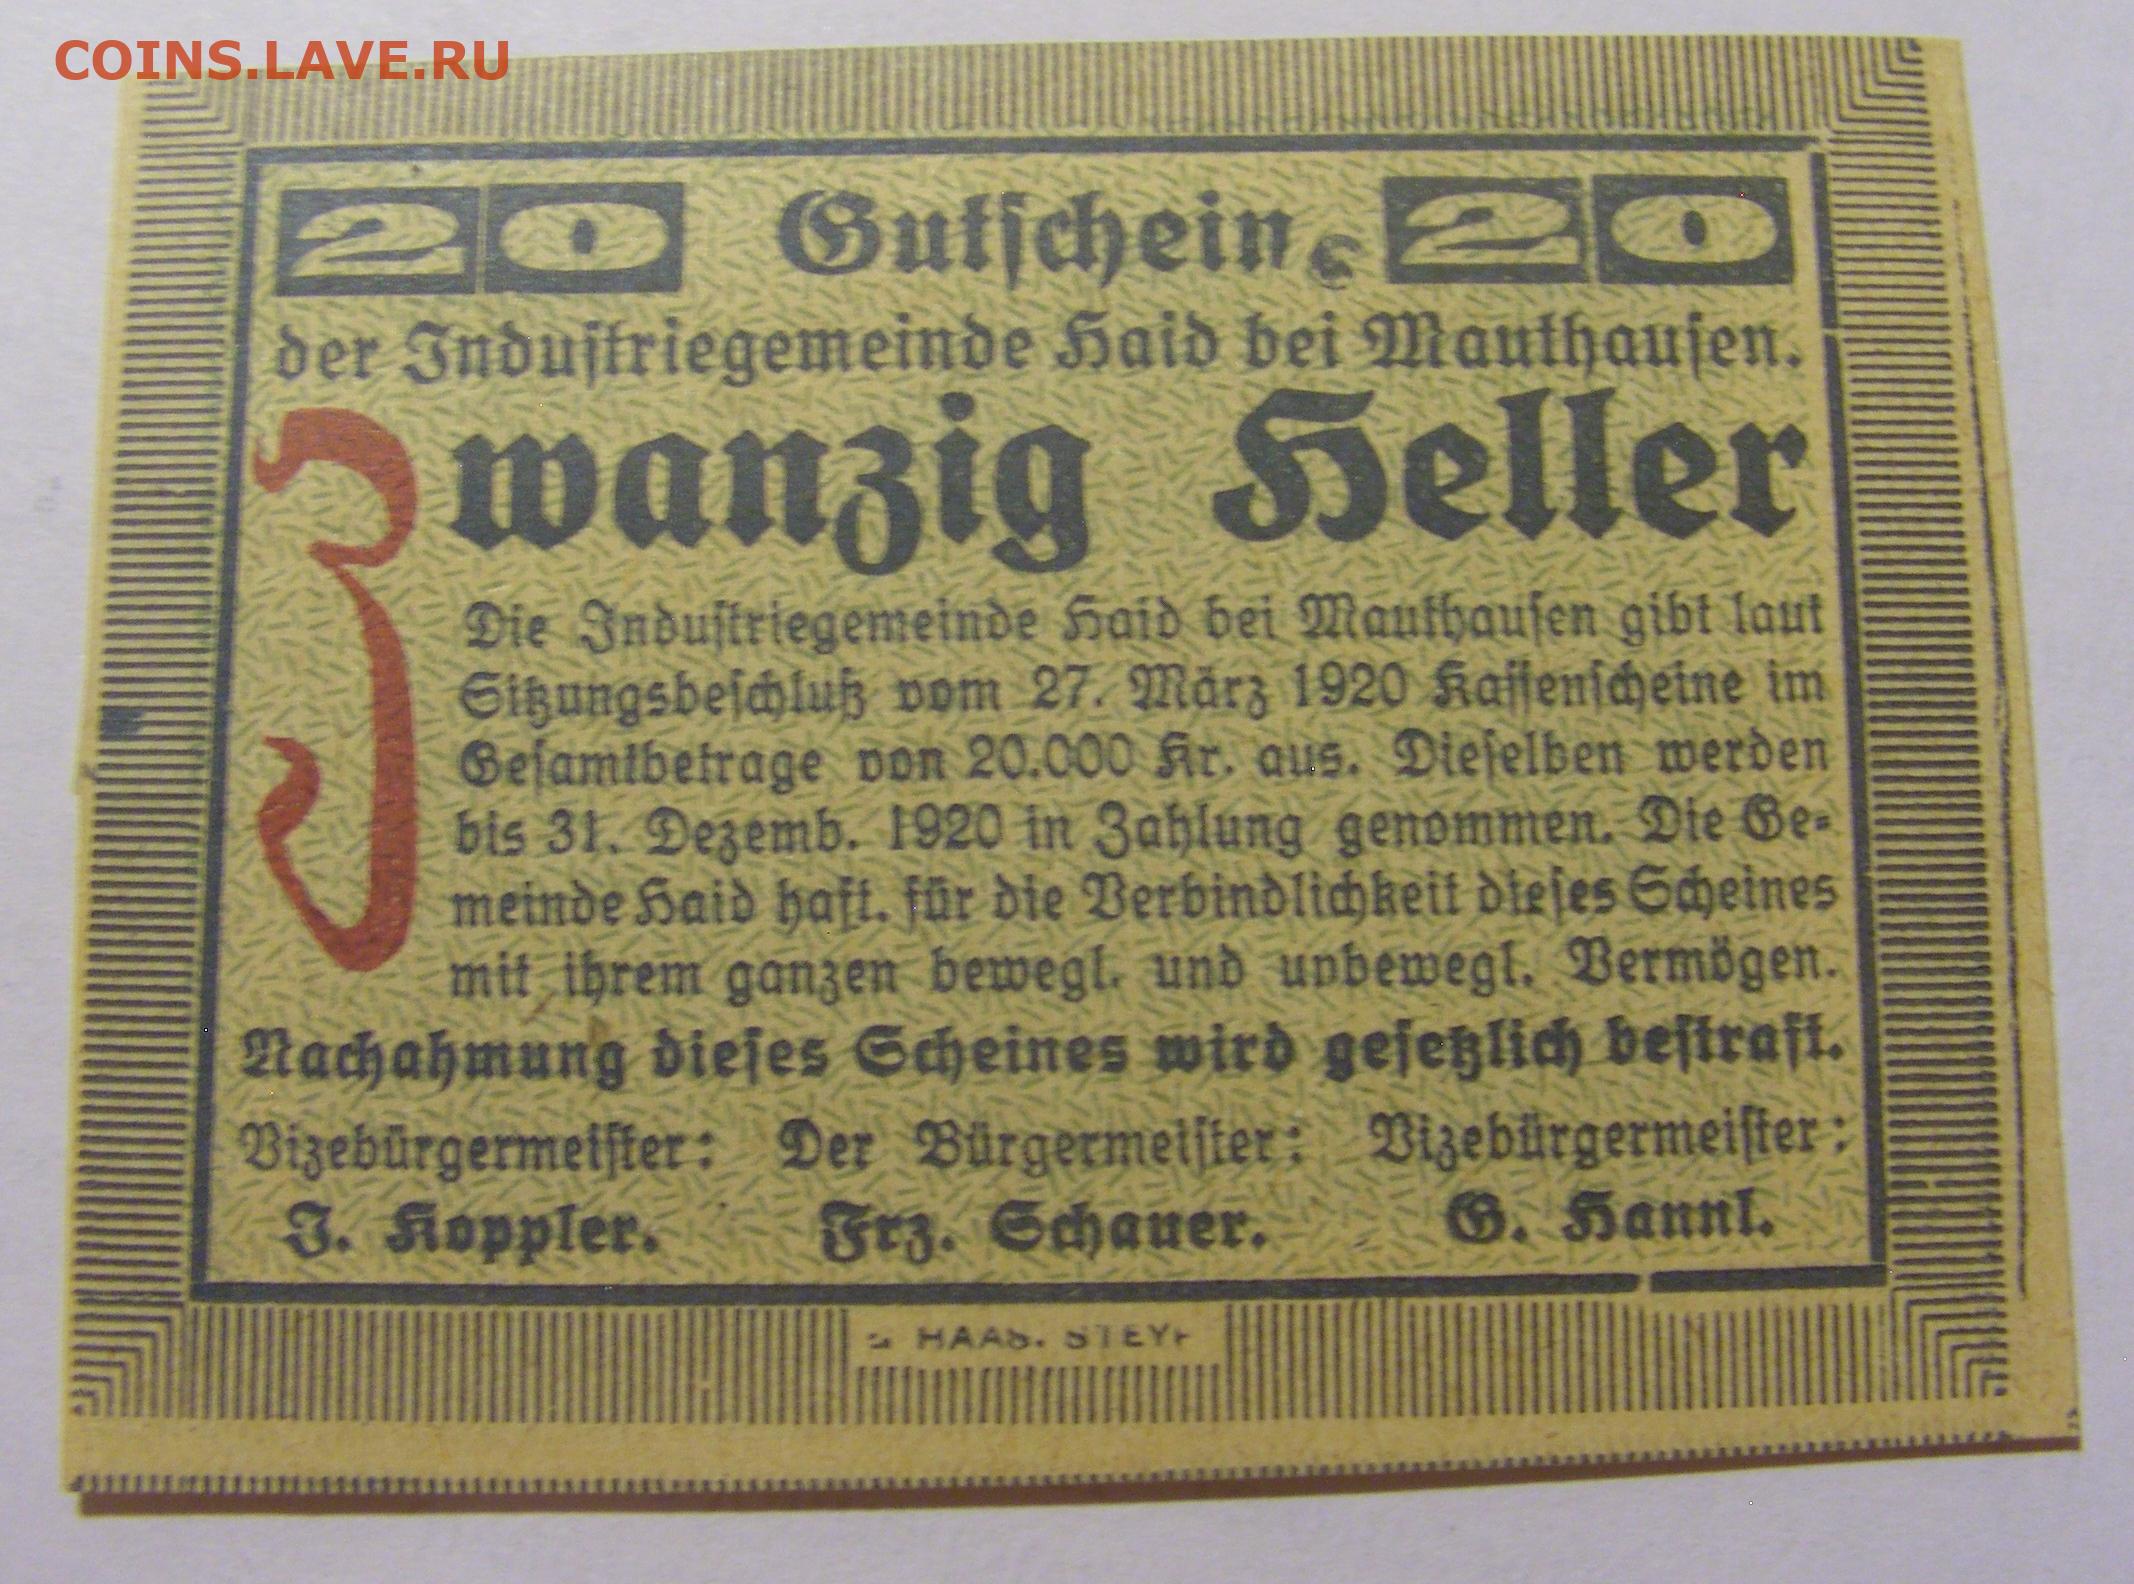 COINS.LAVE.RU
20 Gutschein 20
der Industriegemeinde Haid bei Mauthausen.
Zwanzig Heller
Die Industriegemeinde Haid bei Mauthausen gibt laut
Sitzungsbeschluß vom 27. März 1920 Kassenscheine im
Gesamtbetrage von 20.000 Kr. aus. Dieselben werden
bis 31. Dezemb. 1920 in Zahlung genommen. Die Ge-
meinde Haid haft. für die Verbindlichkeit dieses Scheines
mit ihrem ganzen bewegl. und unbewegl. Vermögen.
Nachahmung dieses Scheines wird gesetzlich bestraft.
Vizebürgermeister: Der Bürgermeister: Vizebürgermeister:
J. Koppler. Frz. Schauer. G. Hannl.
HAAS. STEYR